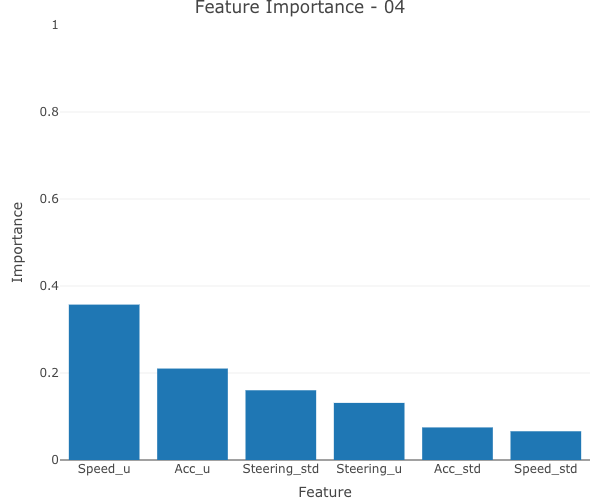 Feature Importance - 04
1
0.8
0.6
0.4
0.2
0
Importance
Speed_u Acc_u Steering_std Steering_u Acc_std Speed_std
Feature